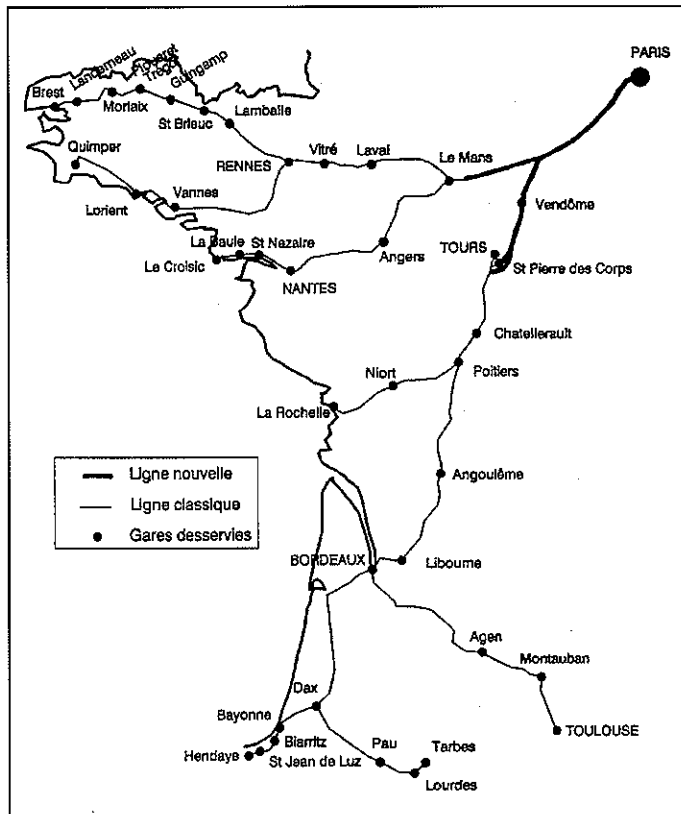 PARIS
Landerneau
Plouaret
Trégor
Guingamp
Brest
Morlaix
St Brieuc
Lamballe
Quimper
RENNES
Vitré
Laval
Le Mans
Vannes
Lorient
Vendôme
La Baule
St Nazaire
Angers
TOURS
Le Croisic
St Pierre des Corps
NANTES
Chatellerault
Niort
Poitiers
La Rochelle
Ligne nouvelle
Ligne classique
Gares desservies
Angoulême
BORDEAUX
Libourne
Agen
Montauban
Dax
Bayonne
TOULOUSE
Biarritz
Pau
Tarbes
Hendaye
St Jean de Luz
Lourdes